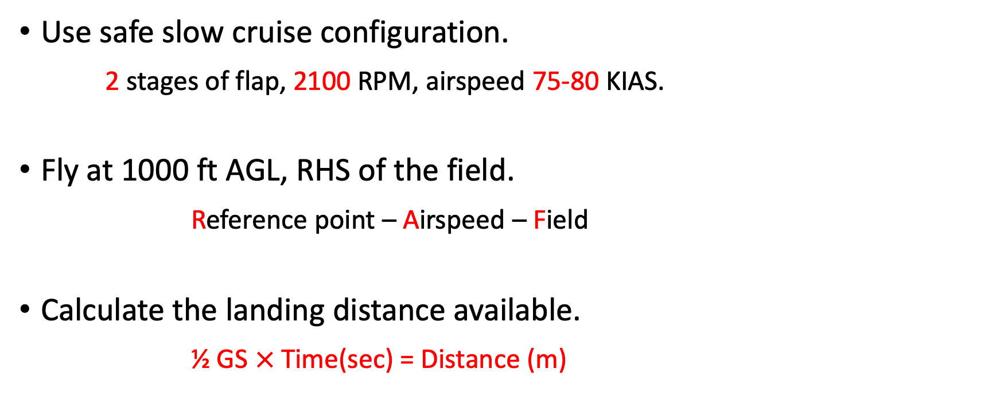 • Use safe slow cruise configuration.
2 stages of flap, 2100 RPM, airspeed 75-80 KIAS.
• Fly at 1000 ft AGL, RHS of the field.
Reference point – Airspeed – Field
• Calculate the landing distance available.
½ GS × Time(sec) = Distance (m)